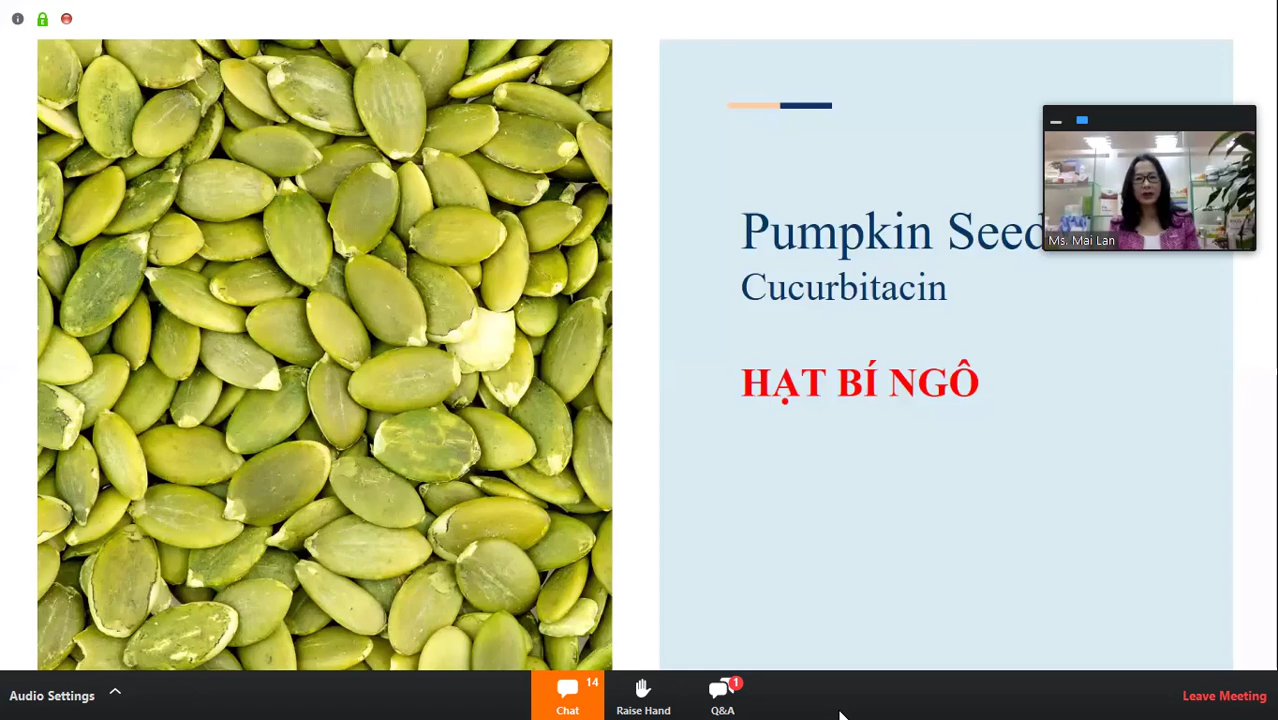 Pumpkin Seed
Cucurbitacin
HẠT BÍ NGÔ
Ms. Mai Lan
Audio Settings
14
Chat
Raise Hand
1
Q&A
Leave Meeting